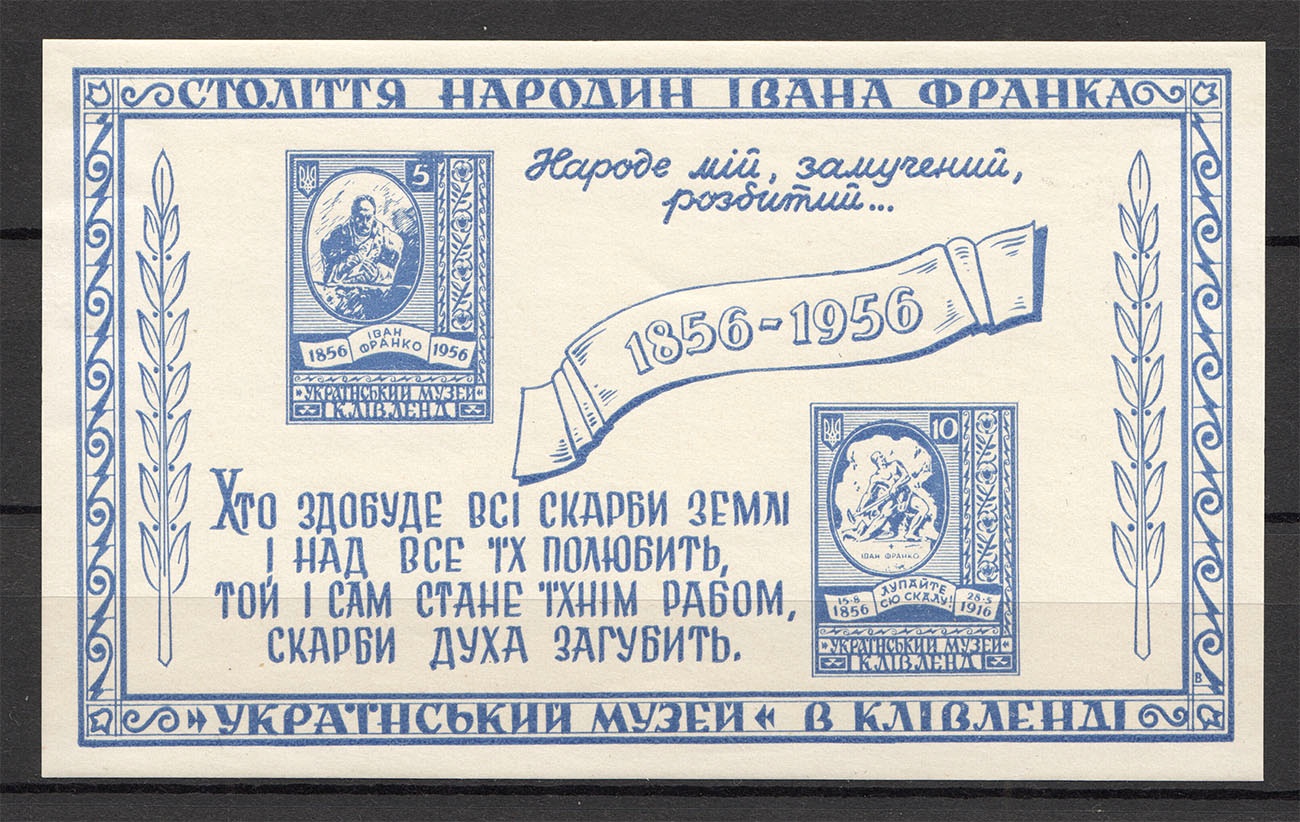 СТОЛІТТЯ НАРОДИН ІВАНА ФРАНКА
Народе мій, замучений,
розбитий...
5
ІВАН
ФРАНКО
1856 1956
"УКРАЇНСЬКИЙ МУЗЕЙ"
КЛІВЛЕНД
1856-1956
ХТО ЗДОБУДЕ ВСІ СКАРБИ ЗЕМЛІ
І НАД ВСЕ ЇХ ПОЛЮБИТЬ,
ТОЙ І САМ СТАНЕ ЇХНІМ РАБОМ,
СКАРБИ ДУХА ЗАГУБИТЬ.
10
ІВАН ФРАНКО
15·8 1856
ЛУПАЙТЕ
СЮ СКАЛУ!
28·5 1916
"УКРАЇНСЬКИЙ МУЗЕЙ"
КЛІВЛЕНД
В
»УКРАЇНСЬКИЙ МУЗЕЙ« В КЛІВЛЕНДІ